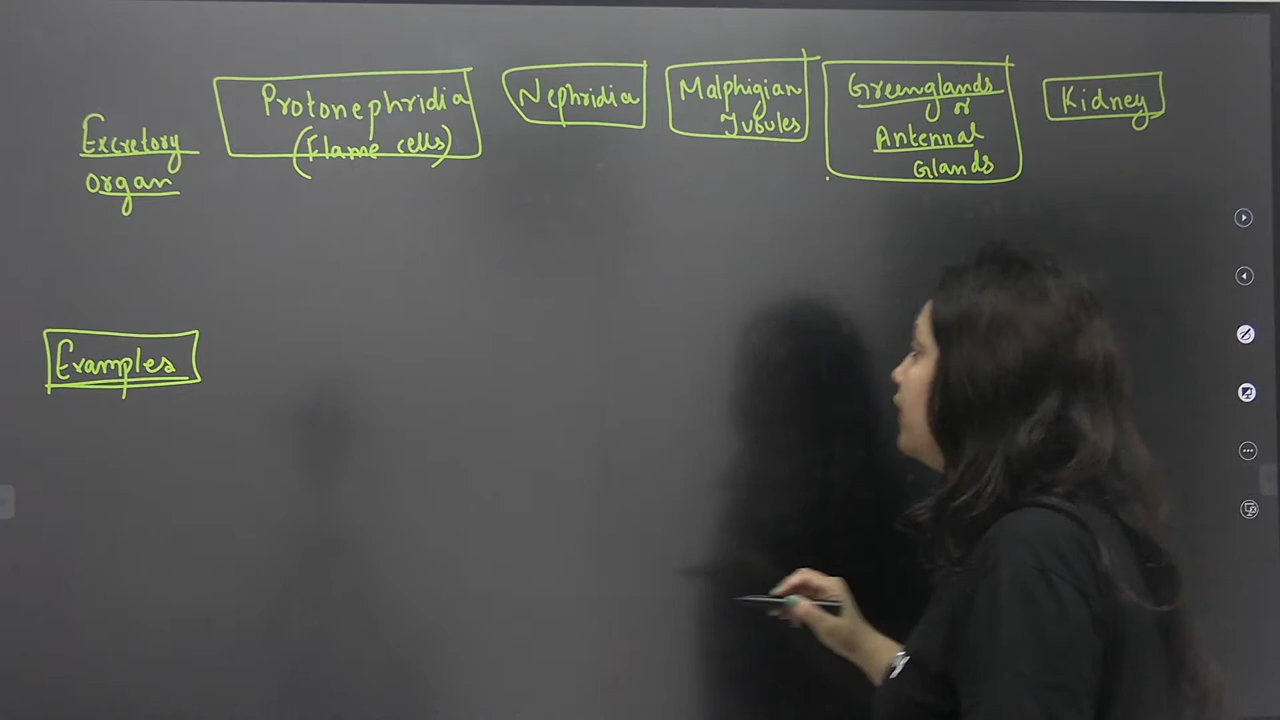 Excretory
organ
Protonephridia
(Flame cells)
Nephridia
Malphigian
Tubules
Greenglands
or
Antennal
Glands
Kidney
Examples